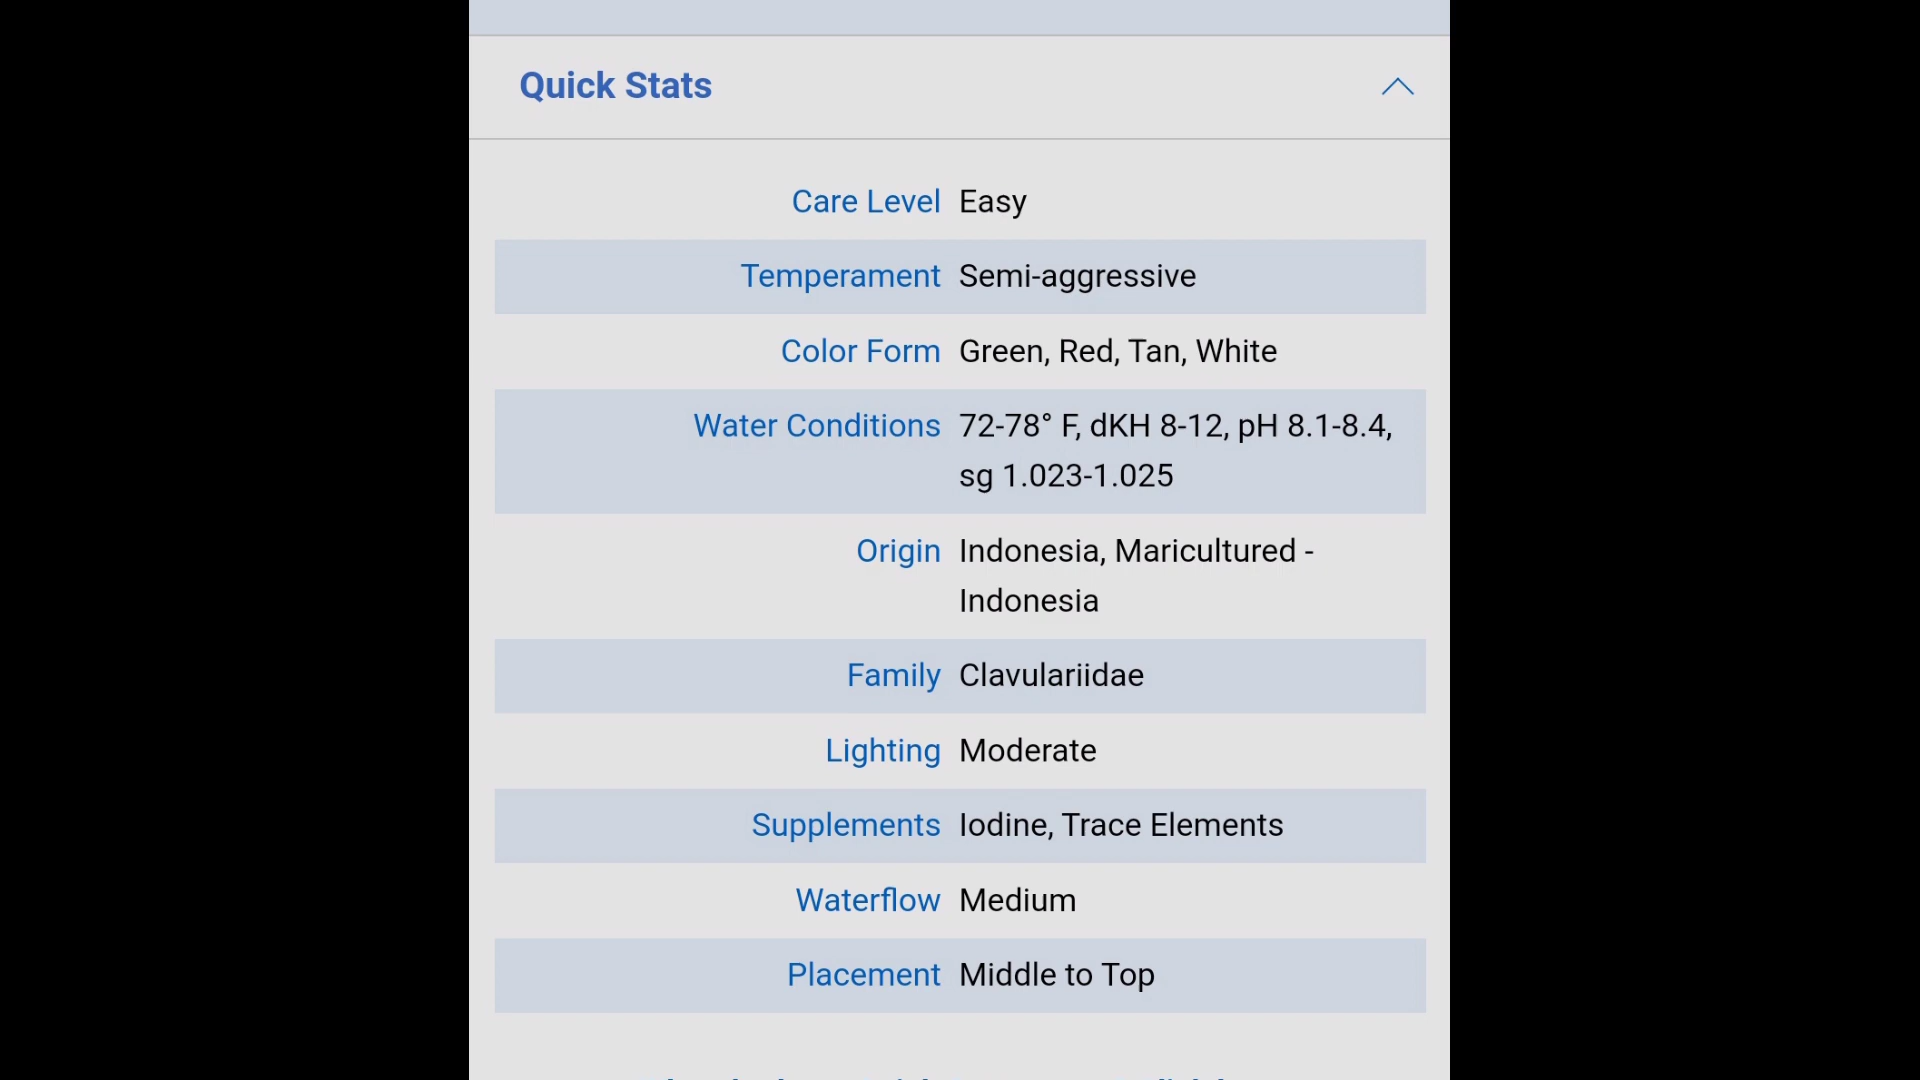 Quick Stats
Care Level Easy
Temperament Semi-aggressive
Color Form Green, Red, Tan, White
Water Conditions 72-78° F, dKH 8-12, pH 8.1-8.4,
sg 1.023-1.025
Origin Indonesia, Maricultured -
Indonesia
Family Clavulariidae
Lighting Moderate
Supplements Iodine, Trace Elements
Waterflow Medium
Placement Middle to Top